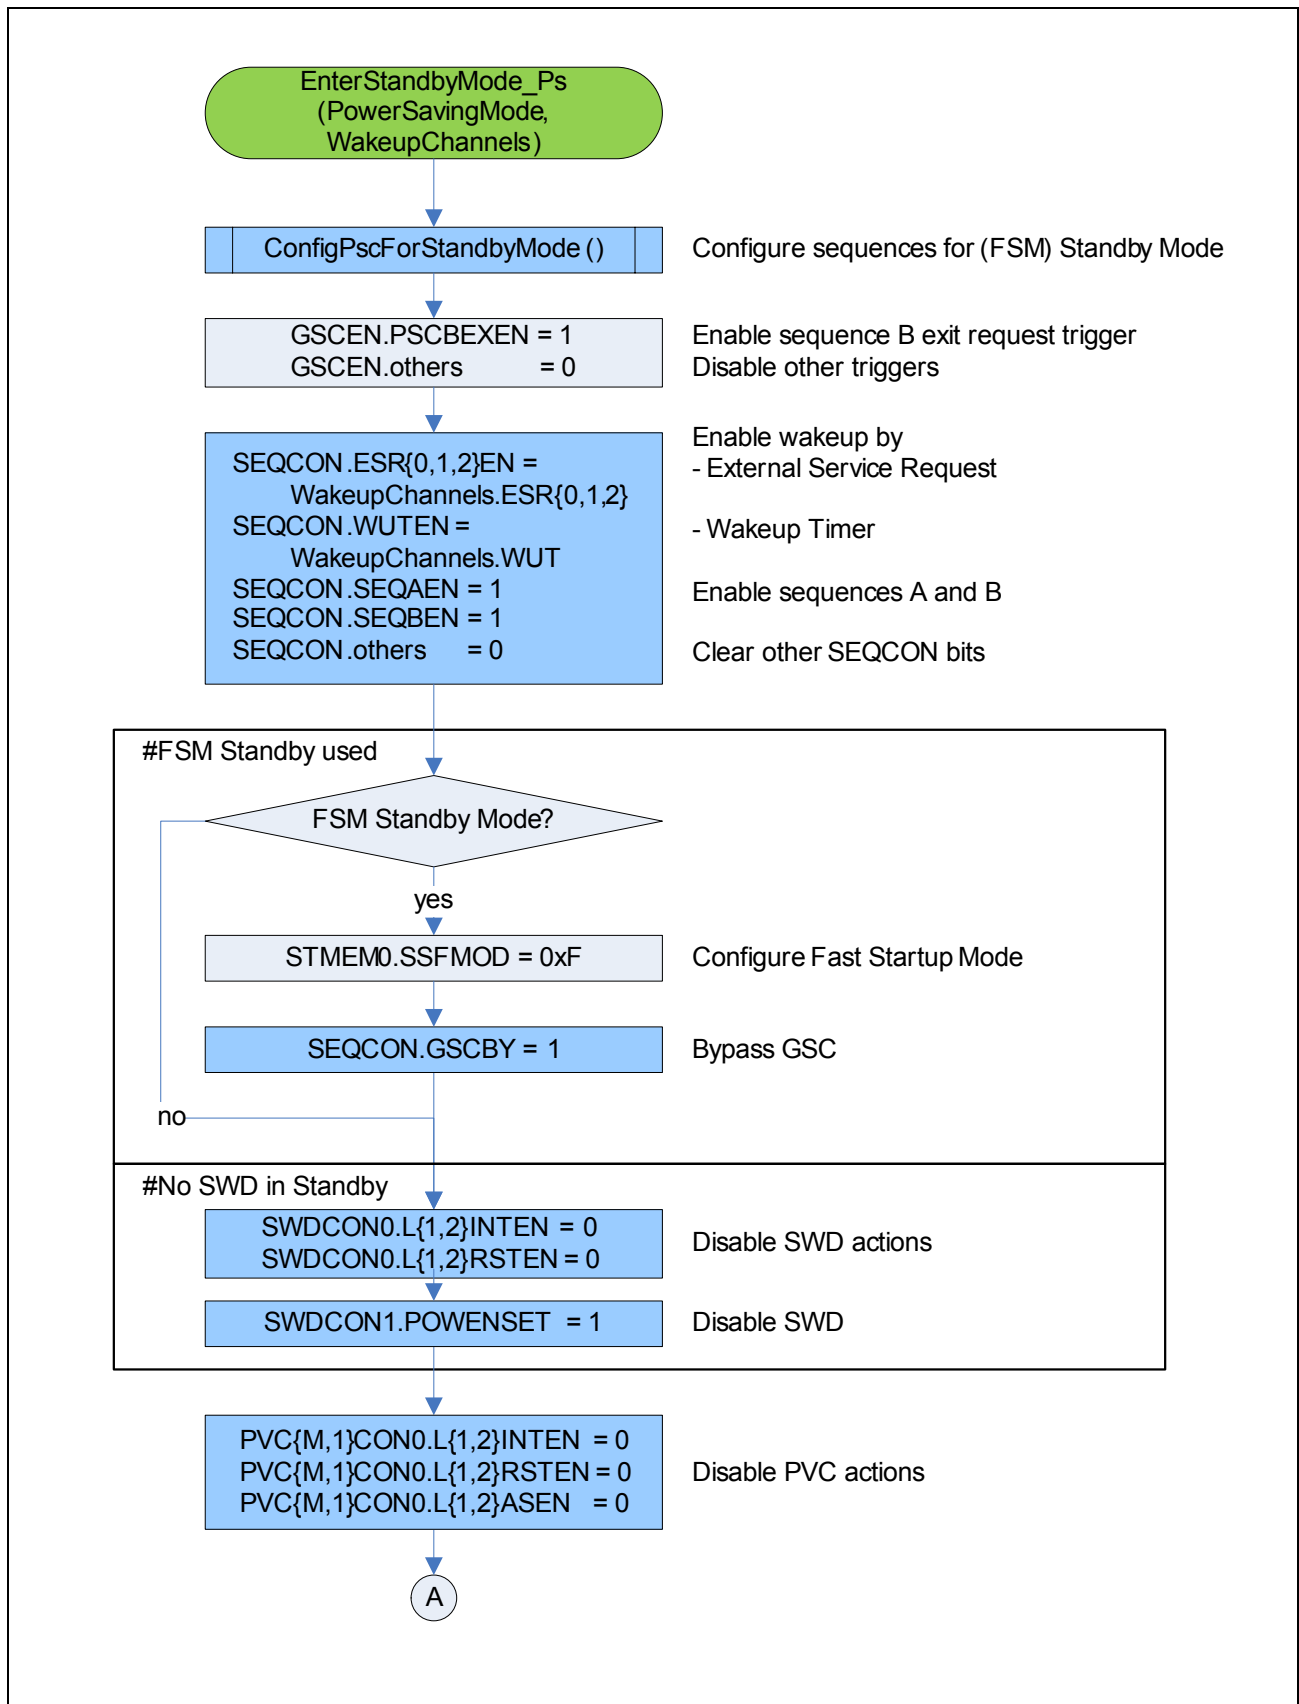 EnterStandbyMode_Ps
(PowerSavingMode,
WakeupChannels)
ConfigPscForStandbyMode ()
Configure sequences for (FSM) Standby Mode
GSCEN.PSCBEXEN = 1
GSCEN.others = 0
Enable sequence B exit request trigger
Disable other triggers
SEQCON.ESR{0,1,2}EN =
WakeupChannels.ESR{0,1,2}
SEQCON.WUTEN =
WakeupChannels.WUT
SEQCON.SEQAEN = 1
SEQCON.SEQBEN = 1
SEQCON.others = 0
Enable wakeup by
- External Service Request
- Wakeup Timer
Enable sequences A and B
Clear other SEQCON bits
#FSM Standby used
FSM Standby Mode?
yes
STMEM0.SSFMOD = 0xF
Configure Fast Startup Mode
SEQCON.GSCBY = 1
Bypass GSC
no
#No SWD in Standby
SWDCON0.L{1,2}INTEN = 0
SWDCON0.L{1,2}RSTEN = 0
Disable SWD actions
SWDCON1.POWENSET = 1
Disable SWD
PVC{M,1}CON0.L{1,2}INTEN = 0
PVC{M,1}CON0.L{1,2}RSTEN = 0
PVC{M,1}CON0.L{1,2}ASEN = 0
Disable PVC actions
A